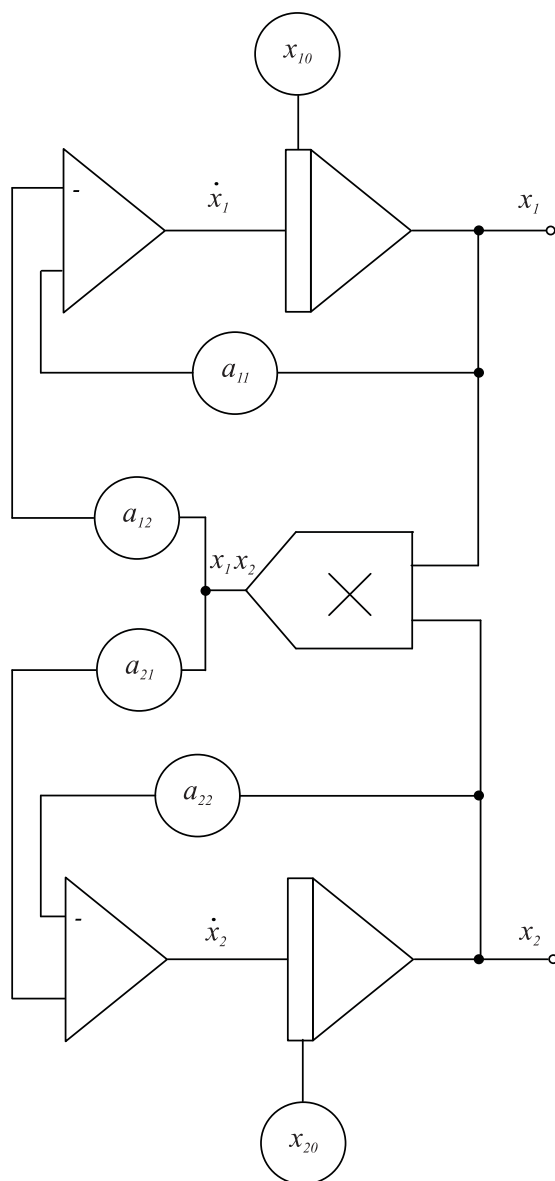 x₁₀
-
ẋ₁
x₁
a₁₁
a₁₂
x₁x₂
×
a₂₁
a₂₂
-
ẋ₂
x₂
x₂₀